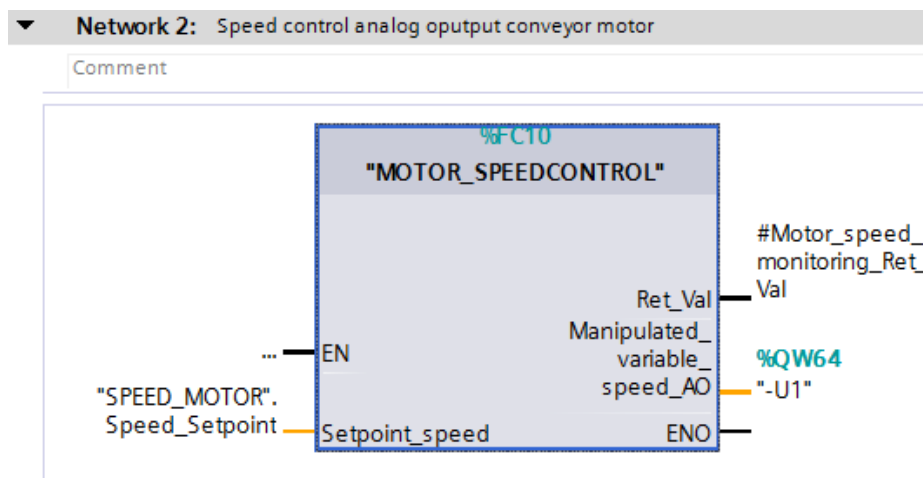 Network 2: Speed control analog oputput conveyor motor
Comment
%FC10
"MOTOR_SPEEDCONTROL"
#Motor_speed_
monitoring_Ret_
Val
Ret_Val
Manipulated_
variable_
speed_AO
%QW64
"-U1"
... EN
"SPEED_MOTOR".
Speed_Setpoint
Setpoint_speed
ENO